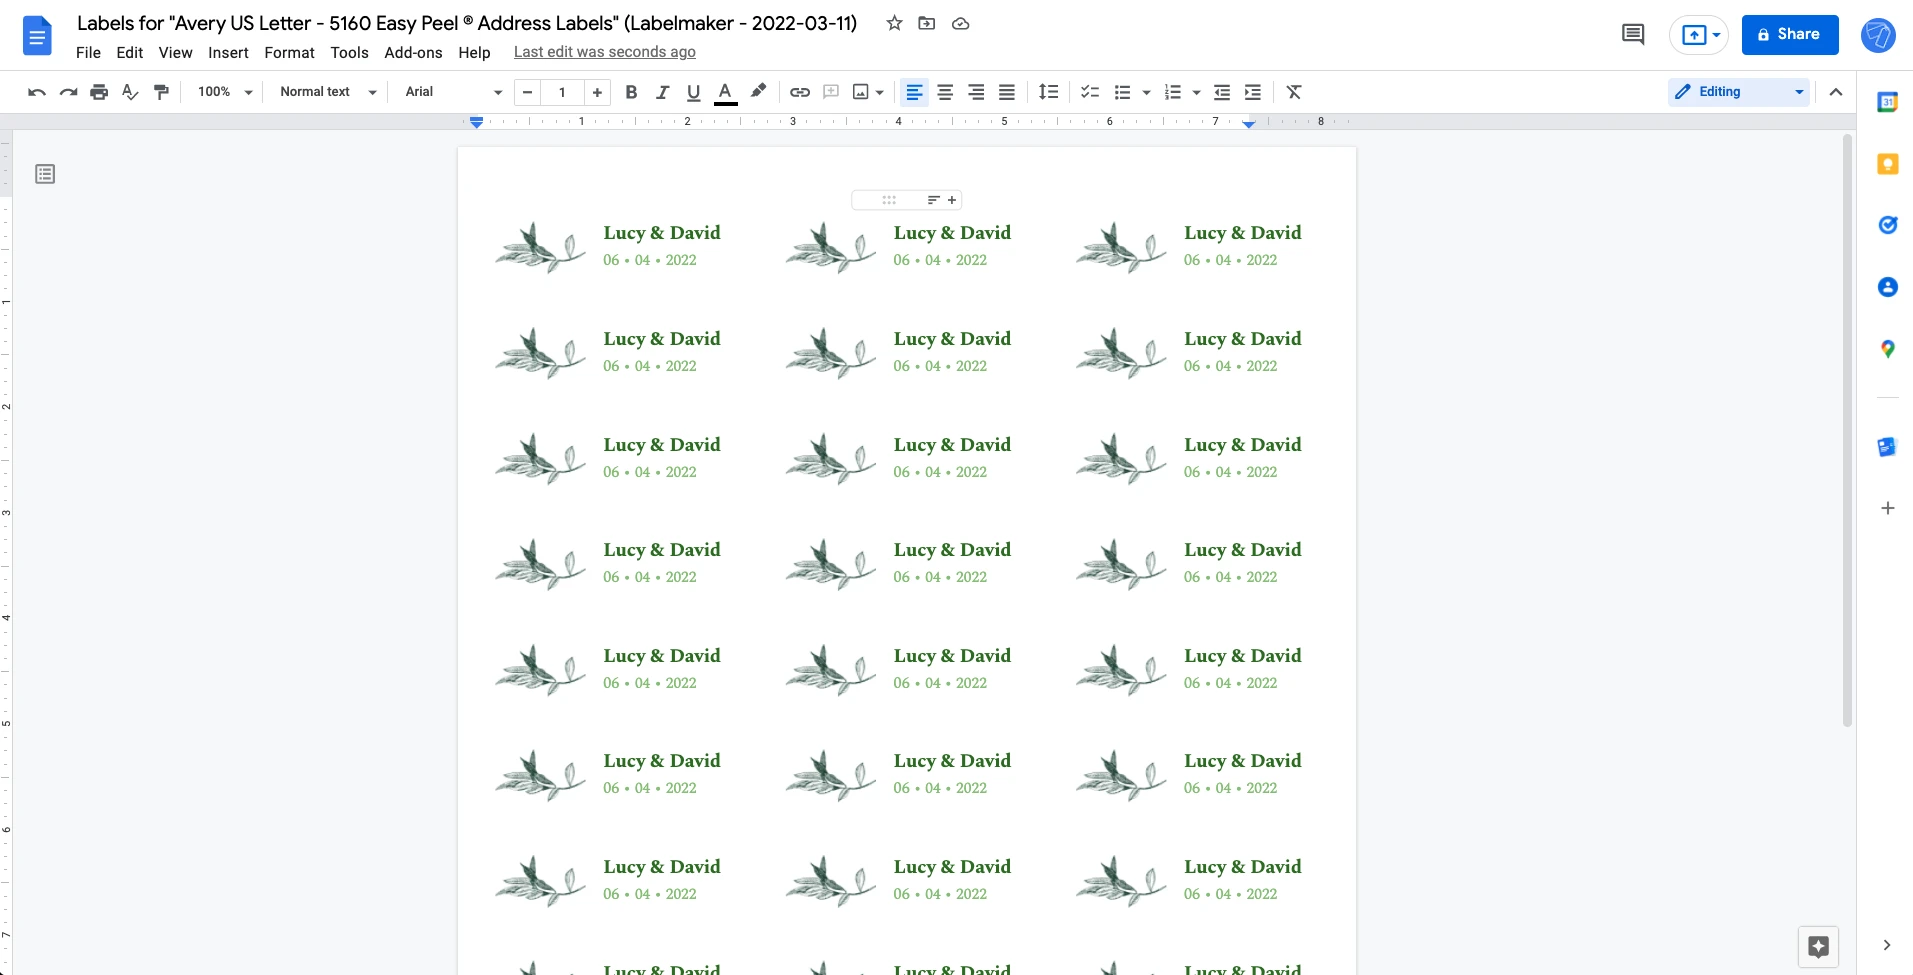 Labels for "Avery US Letter - 5160 Easy Peel ® Address Labels" (Labelmaker - 2022-03-11)
File Edit View Insert Format Tools Add-ons Help Last edit was seconds ago
Share
100% Normal text Arial 1 Editing
1 2 3 4 5 6 7 8
31
Lucy & David Lucy & David Lucy & David
06 • 04 • 2022 06 • 04 • 2022 06 • 04 • 2022
1
Lucy & David Lucy & David Lucy & David
06 • 04 • 2022 06 • 04 • 2022 06 • 04 • 2022
2
Lucy & David Lucy & David Lucy & David
06 • 04 • 2022 06 • 04 • 2022 06 • 04 • 2022
3
Lucy & David Lucy & David Lucy & David
06 • 04 • 2022 06 • 04 • 2022 06 • 04 • 2022
4
Lucy & David Lucy & David Lucy & David
06 • 04 • 2022 06 • 04 • 2022 06 • 04 • 2022
5
Lucy & David Lucy & David Lucy & David
06 • 04 • 2022 06 • 04 • 2022 06 • 04 • 2022
6
Lucy & David Lucy & David Lucy & David
06 • 04 • 2022 06 • 04 • 2022 06 • 04 • 2022
7
Lucy & David Lucy & David Lucy & David